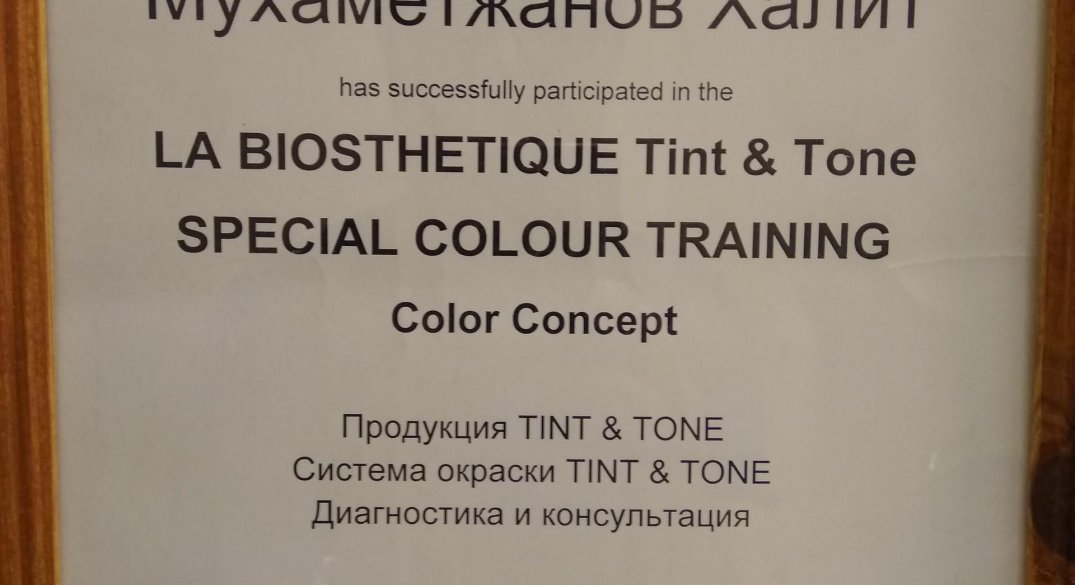 Мухаметжанов Халит
has successfully participated in the
LA BIOSTHETIQUE Tint & Tone
SPECIAL COLOUR TRAINING
Color Concept
Продукция TINT & TONE
Система окраски TINT & TONE
Диагностика и консультация